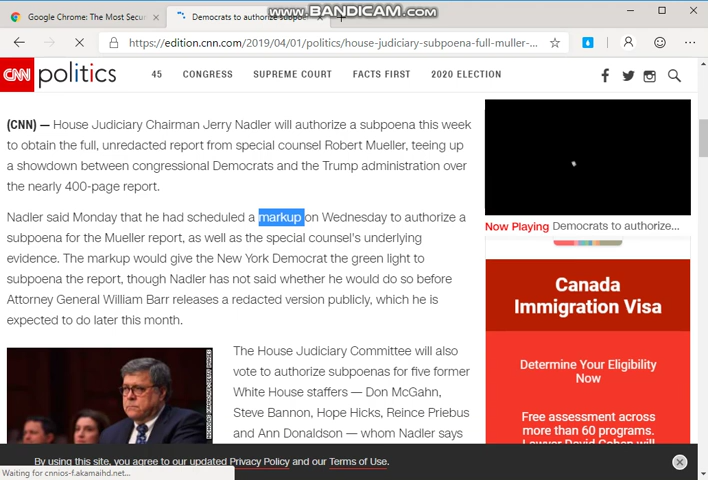 WWW.BANDICAM.COM
Google Chrome: The Most Secur
Democrats to authorize subpoe
https://edition.cnn.com/2019/04/01/politics/house-judiciary-subpoena-full-muller-...
CNN politics
45 CONGRESS SUPREME COURT FACTS FIRST 2020 ELECTION
(CNN) — House Judiciary Chairman Jerry Nadler will authorize a subpoena this week
to obtain the full, unredacted report from special counsel Robert Mueller, teeing up
a showdown between congressional Democrats and the Trump administration over
the nearly 400-page report.
Nadler said Monday that he had scheduled a markup on Wednesday to authorize a
subpoena for the Mueller report, as well as the special counsel's underlying
evidence. The markup would give the New York Democrat the green light to
subpoena the report, though Nadler has not said whether he would do so before
Attorney General William Barr releases a redacted version publicly, which he is
expected to do later this month.
The House Judiciary Committee will also
vote to authorize subpoenas for five former
White House staffers — Don McGahn,
Steve Bannon, Hope Hicks, Reince Priebus
and Ann Donaldson — whom Nadler says
Now Playing Democrats to authorize...
Canada
Immigration Visa
Determine Your Eligibility
Now
Free assessment across
more than 60 programs.
Lawyer David Cohen will
By using this site, you agree to our updated Privacy Policy and our Terms of Use.
Waiting for cnnios-f.akamaihd.net...